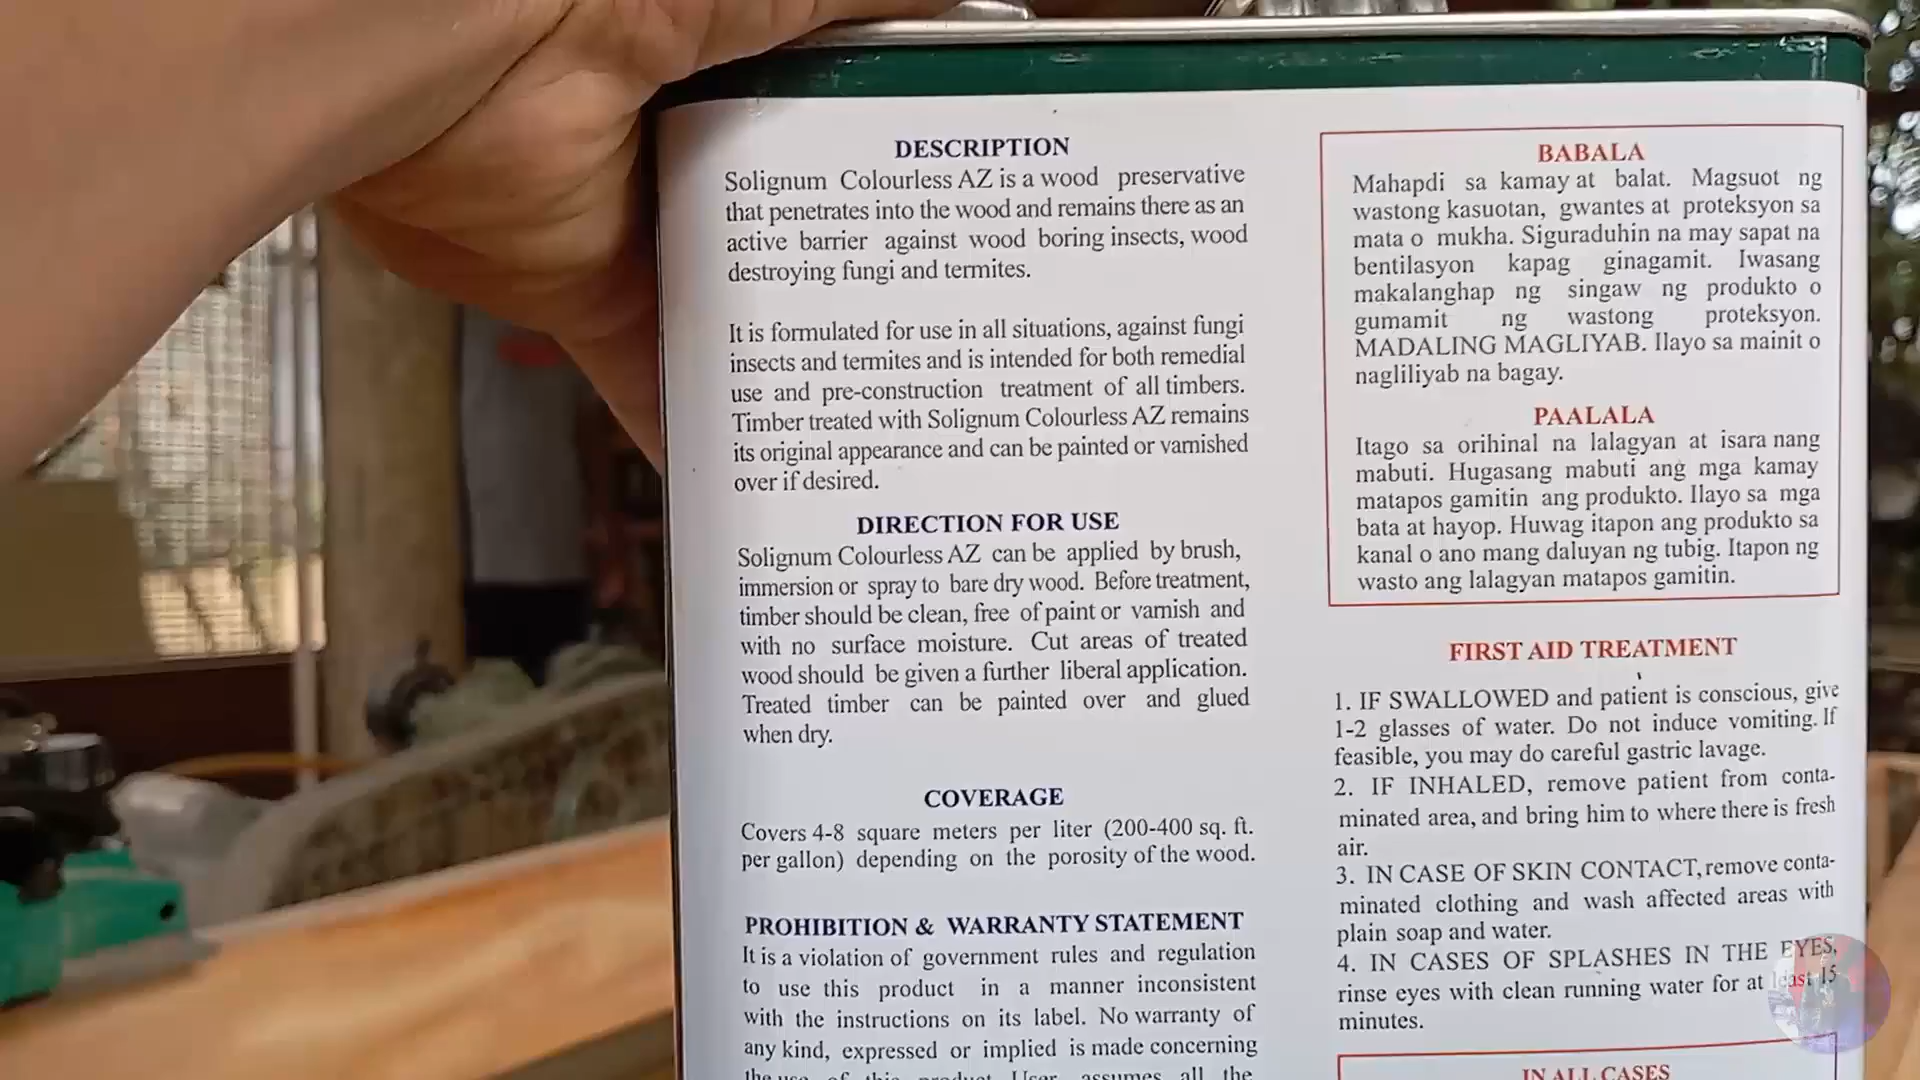 DESCRIPTION
Solignum Colourless AZ is a wood preservative
that penetrates into the wood and remains there as an
active barrier against wood boring insects, wood
destroying fungi and termites.
It is formulated for use in all situations, against fungi
insects and termites and is intended for both remedial
use and pre-construction treatment of all timbers.
Timber treated with Solignum Colourless AZ remains
its original appearance and can be painted or varnished
over if desired.
DIRECTION FOR USE
Solignum Colourless AZ can be applied by brush,
immersion or spray to bare dry wood. Before treatment,
timber should be clean, free of paint or varnish and
with no surface moisture. Cut areas of treated
wood should be given a further liberal application.
Treated timber can be painted over and glued
when dry.
COVERAGE
Covers 4-8 square meters per liter (200-400 sq. ft.
per gallon) depending on the porosity of the wood.
PROHIBITION & WARRANTY STATEMENT
It is a violation of government rules and regulation
to use this product in a manner inconsistent
with the instructions on its label. No warranty of
any kind, expressed or implied is made concerning
the use of this product User assumes all the
BABALA
Mahapdi sa kamay at balat. Magsuot ng
wastong kasuotan, gwantes at proteksyon sa
mata o mukha. Siguraduhin na may sapat na
bentilasyon kapag ginagamit. Iwasang
makalanghap ng singaw ng produkto o
gumamit ng wastong proteksyon.
MADALING MAGLIYAB. Ilayo sa mainit o
nagliliyab na bagay.
PAALALA
Itago sa orihinal na lalagyan at isara nang
mabuti. Hugasang mabuti ang mga kamay
matapos gamitin ang produkto. Ilayo sa mga
bata at hayop. Huwag itapon ang produkto sa
kanal o ano mang daluyan ng tubig. Itapon ng
wasto ang lalagyan matapos gamitin.
FIRST AID TREATMENT
1. IF SWALLOWED and patient is conscious, give
1-2 glasses of water. Do not induce vomiting. If
feasible, you may do careful gastric lavage.
2. IF INHALED, remove patient from conta-
minated area, and bring him to where there is fresh
air.
3. IN CASE OF SKIN CONTACT, remove conta-
minated clothing and wash affected areas with
plain soap and water.
4. IN CASES OF SPLASHES IN THE EYES,
rinse eyes with clean running water for at least 15
minutes.
IN ALL CASES